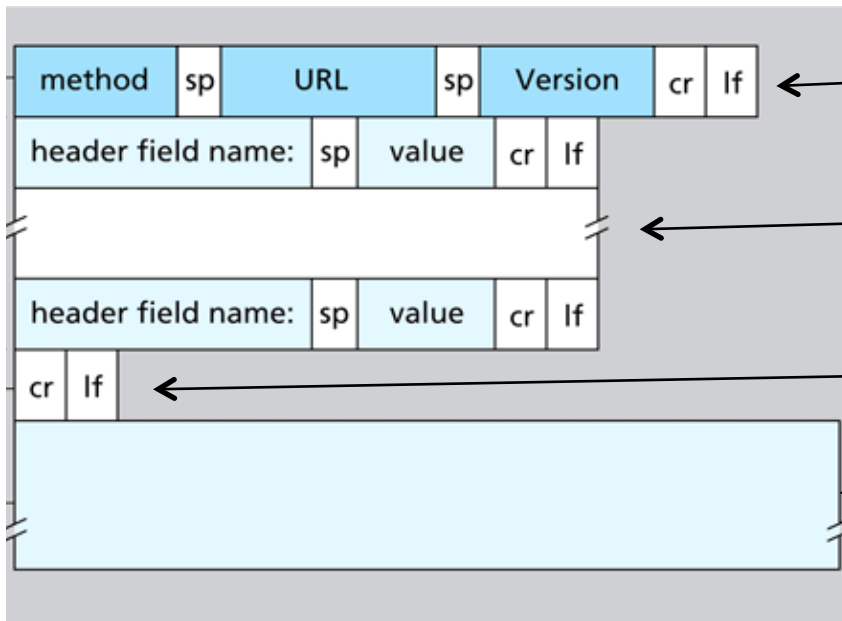 method sp URL sp Version cr lf
header field name: sp value cr lf
header field name: sp value cr lf
cr lf